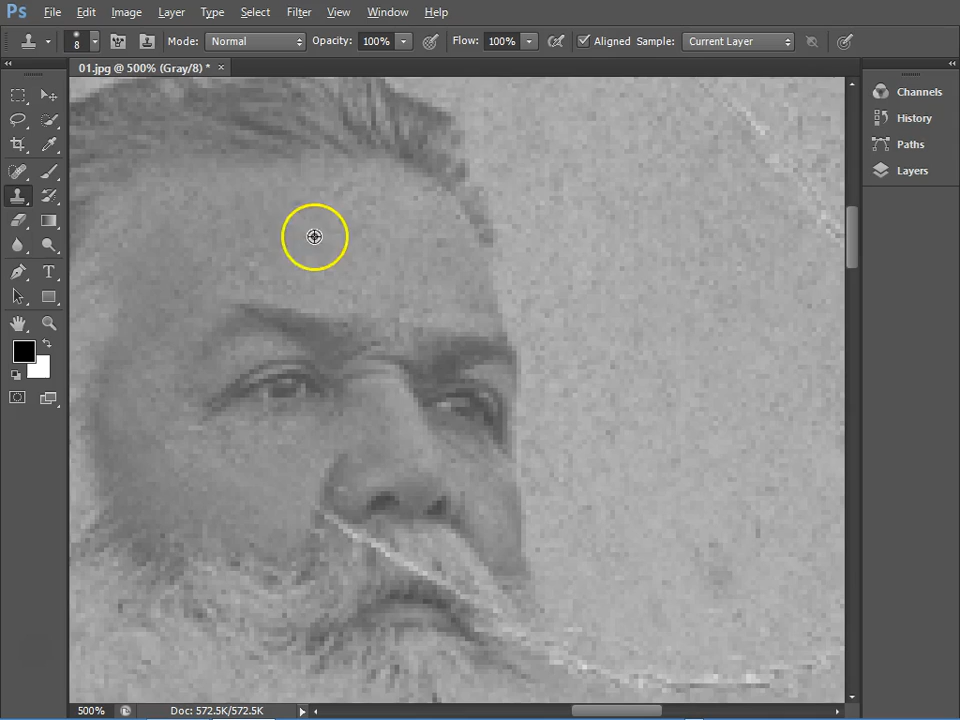 Ps File Edit Image Layer Type Select Filter View Window Help
8 Mode: Normal Opacity: 100% Flow: 100% Aligned Sample: Current Layer
01.jpg @ 500% (Gray/8) * ×
Channels
History
Paths
Layers
T
500% Doc: 572.5K/572.5K